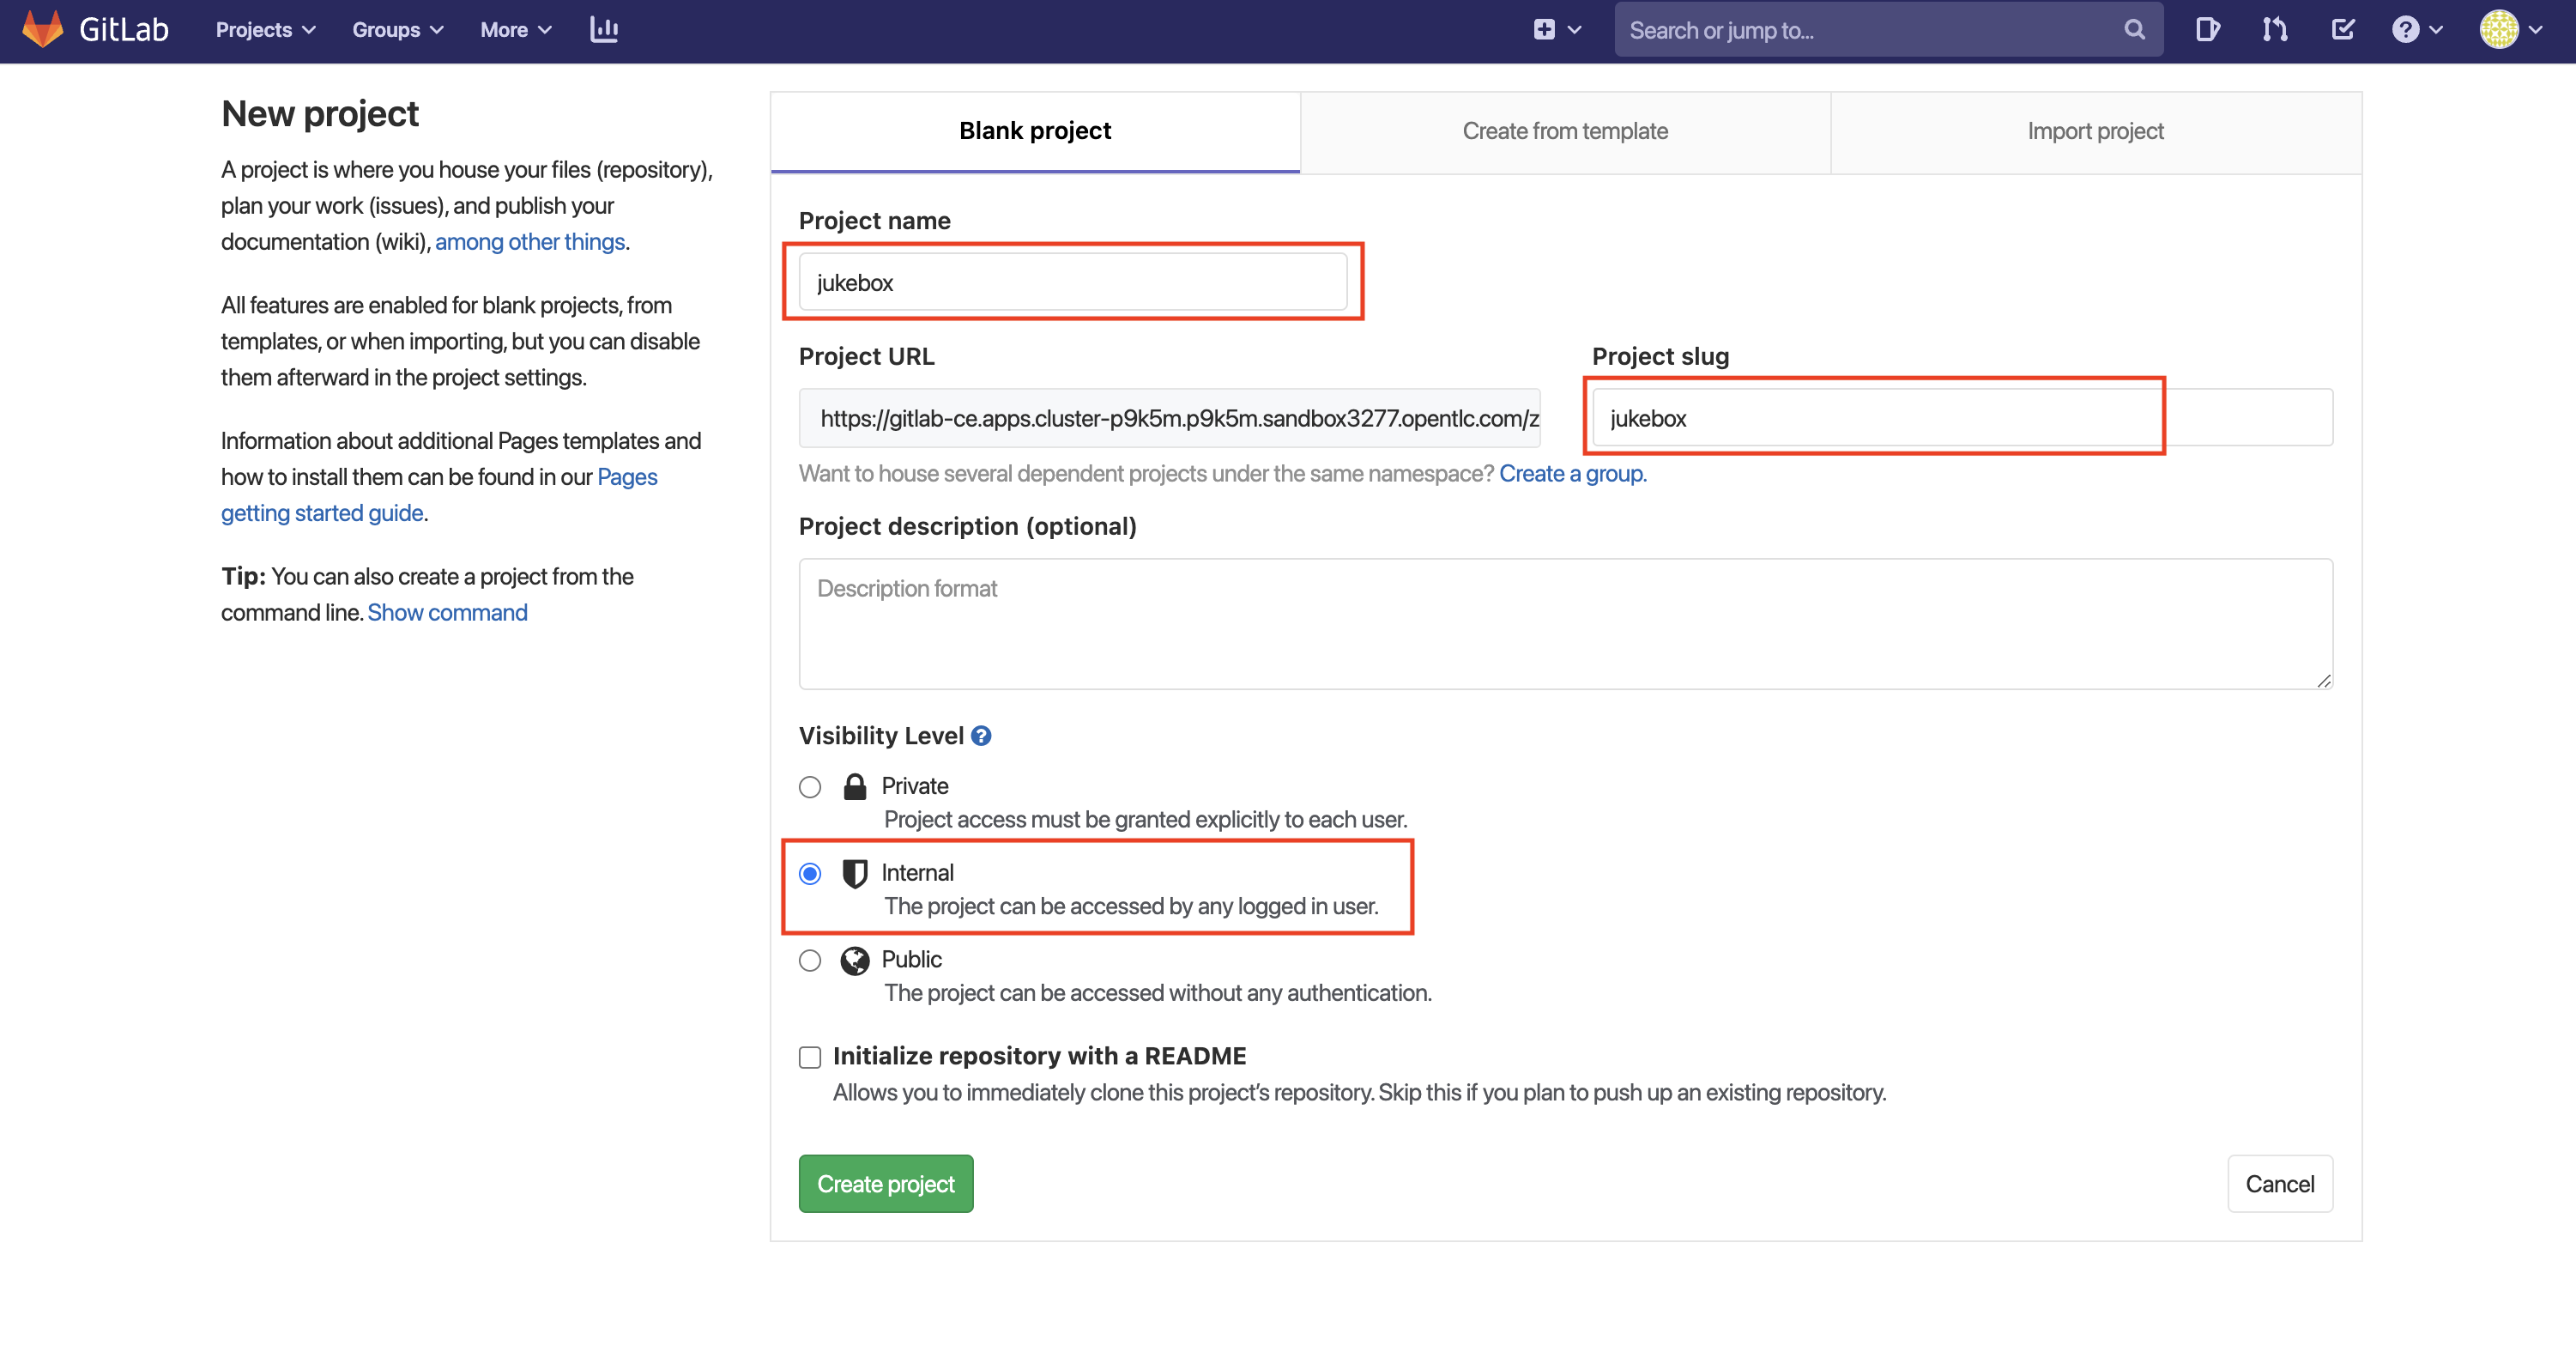 GitLab Projects Groups More Search or jump to...
New project
A project is where you house your files (repository),
plan your work (issues), and publish your
documentation (wiki), among other things.
All features are enabled for blank projects, from
templates, or when importing, but you can disable
them afterward in the project settings.
Information about additional Pages templates and
how to install them can be found in our Pages
getting started guide.
Tip: You can also create a project from the
command line. Show command
Blank project Create from template Import project
Project name
jukebox
Project URL Project slug
https://gitlab-ce.apps.cluster-p9k5m.p9k5m.sandbox3277.opentlc.com/z jukebox
Want to house several dependent projects under the same namespace? Create a group.
Project description (optional)
Description format
Visibility Level ?
Private
Project access must be granted explicitly to each user.
Internal
The project can be accessed by any logged in user.
Public
The project can be accessed without any authentication.
Initialize repository with a README
Allows you to immediately clone this project's repository. Skip this if you plan to push up an existing repository.
Create project Cancel